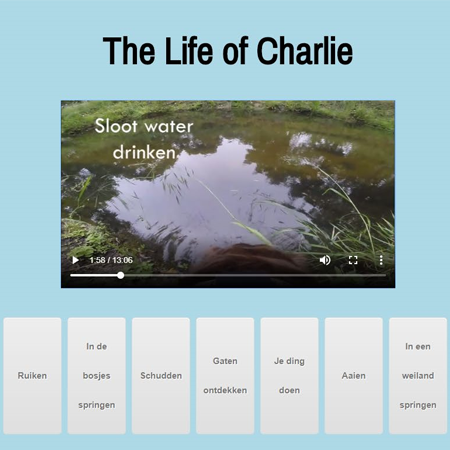 The Life of Charlie
Sloot water
drinken.
1:58 / 13:06
Ruiken
In de
bosjes
springen
Schudden
Gaten
ontdekken
Je ding
doen
Aaien
In een
weiland
springen